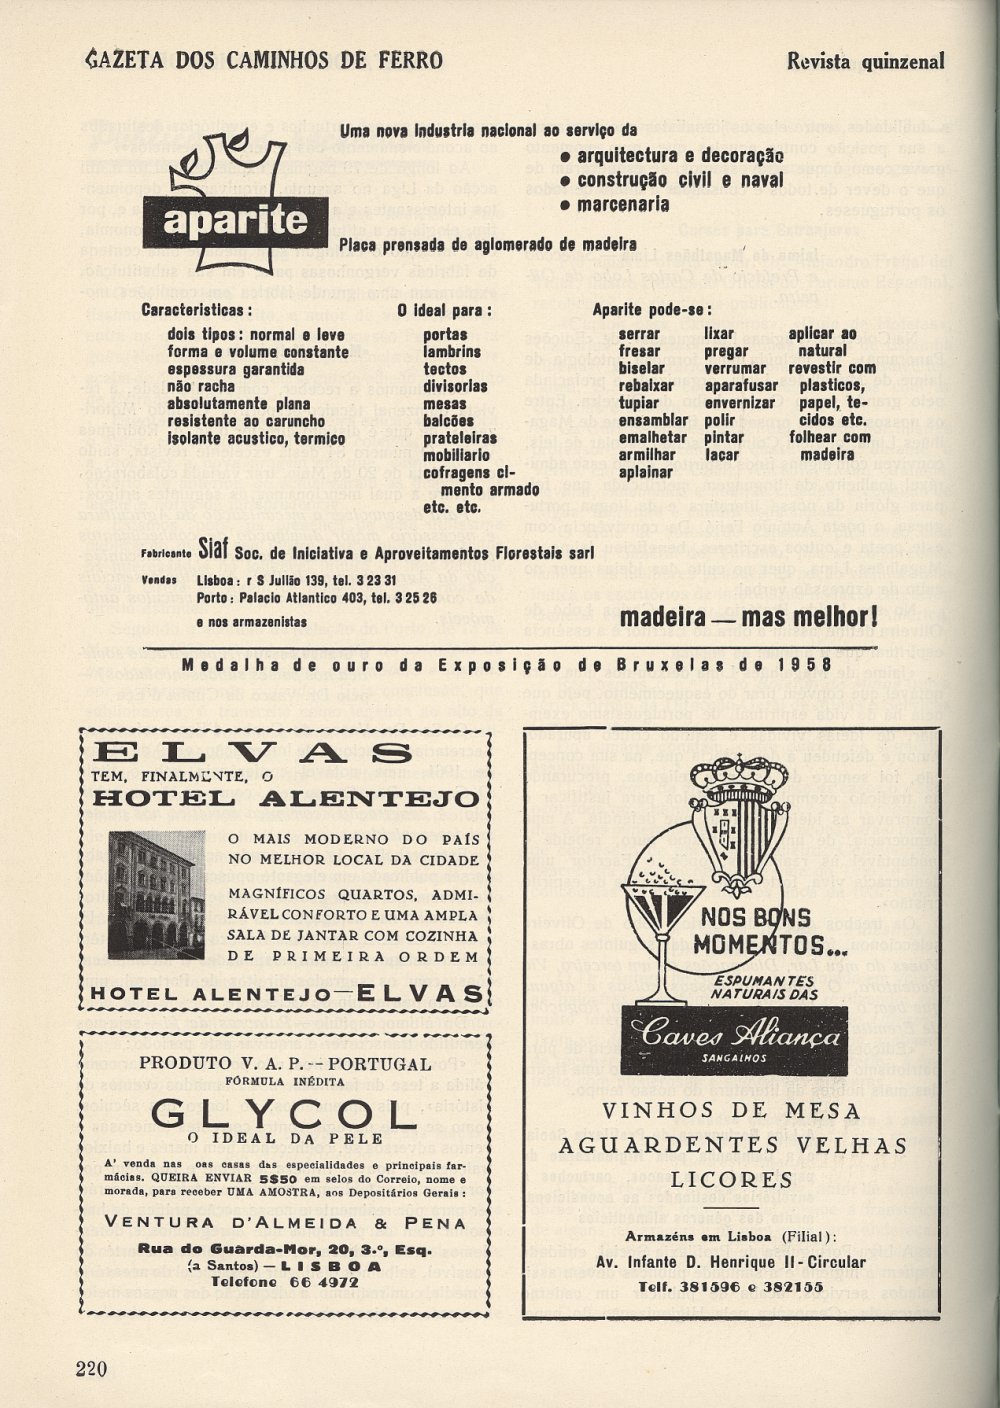 GAZETA DOS CAMINHOS DE FERRO
Revista quinzenal
aparite
Uma nova Industria nacional ao serviço da
• arquitectura e decoração
• construção civil e naval
• marcenaria
Placa prensada de aglomerado de madeira
Caracteristicas :
dois tipos : normal e leve
forma e volume constante
espessura garantida
não racha
absolutamente plana
resistente ao caruncho
isolante acustico, termico
O ideal para :
portas
lambrins
tectos
divisorias
mesas
balcões
prateleiras
mobiliario
cofragens ci-
mento armado
etc. etc.
Aparite pode-se :
serrar
fresar
biselar
rebaixar
tupiar
ensamblar
emalhetar
armilhar
aplainar
lixar
pregar
verrumar
aparafusar
envernizar
polir
pintar
lacar
aplicar ao
natural
revestir com
plasticos,
papel, te-
cidos etc.
folhear com
madeira
Fabricante Siaf Soc. de Iniciativa e Aproveitamentos Florestais sarl
Vendas Lisboa : r S Julião 139, tel. 3 23 31
Porto : Palacio Atlantico 403, tel. 3 25 26
e nos armazenistas
madeira — mas melhor!
Medalha de ouro da Exposição de Bruxelas de 1958
ELVAS
TEM, FINALMENTE, O
HOTEL ALENTEJO
O MAIS MODERNO DO PAÍS
NO MELHOR LOCAL DA CIDADE
MAGNÍFICOS QUARTOS, ADMI-
RÁVEL CONFORTO E UMA AMPLA
SALA DE JANTAR COM COZINHA
DE PRIMEIRA ORDEM
HOTEL ALENTEJO—ELVAS
PRODUTO V. A. P.--PORTUGAL
FÓRMULA INÉDITA
GLYCOL
O IDEAL DA PELE
A' venda nas oas casas das especialidades e principais far-
mácias. QUEIRA ENVIAR 5$50 em selos do Correio, nome e
morada, para receber UMA AMOSTRA, aos Depositários Gerais :
VENTURA D'ALMEIDA & PENA
Rua do Guarda-Mor, 20, 3.º, Esq.
(a Santos) — LISBOA
Telefone 66 4972
NOS BONS
MOMENTOS...
ESPUMANTES
NATURAIS DAS
Caves Aliança
SANGALHOS
VINHOS DE MESA
AGUARDENTES VELHAS
LICORES
Armazéns em Lisboa (Filial) :
Av. Infante D. Henrique II - Circular
Telf. 381596 e 382155
220